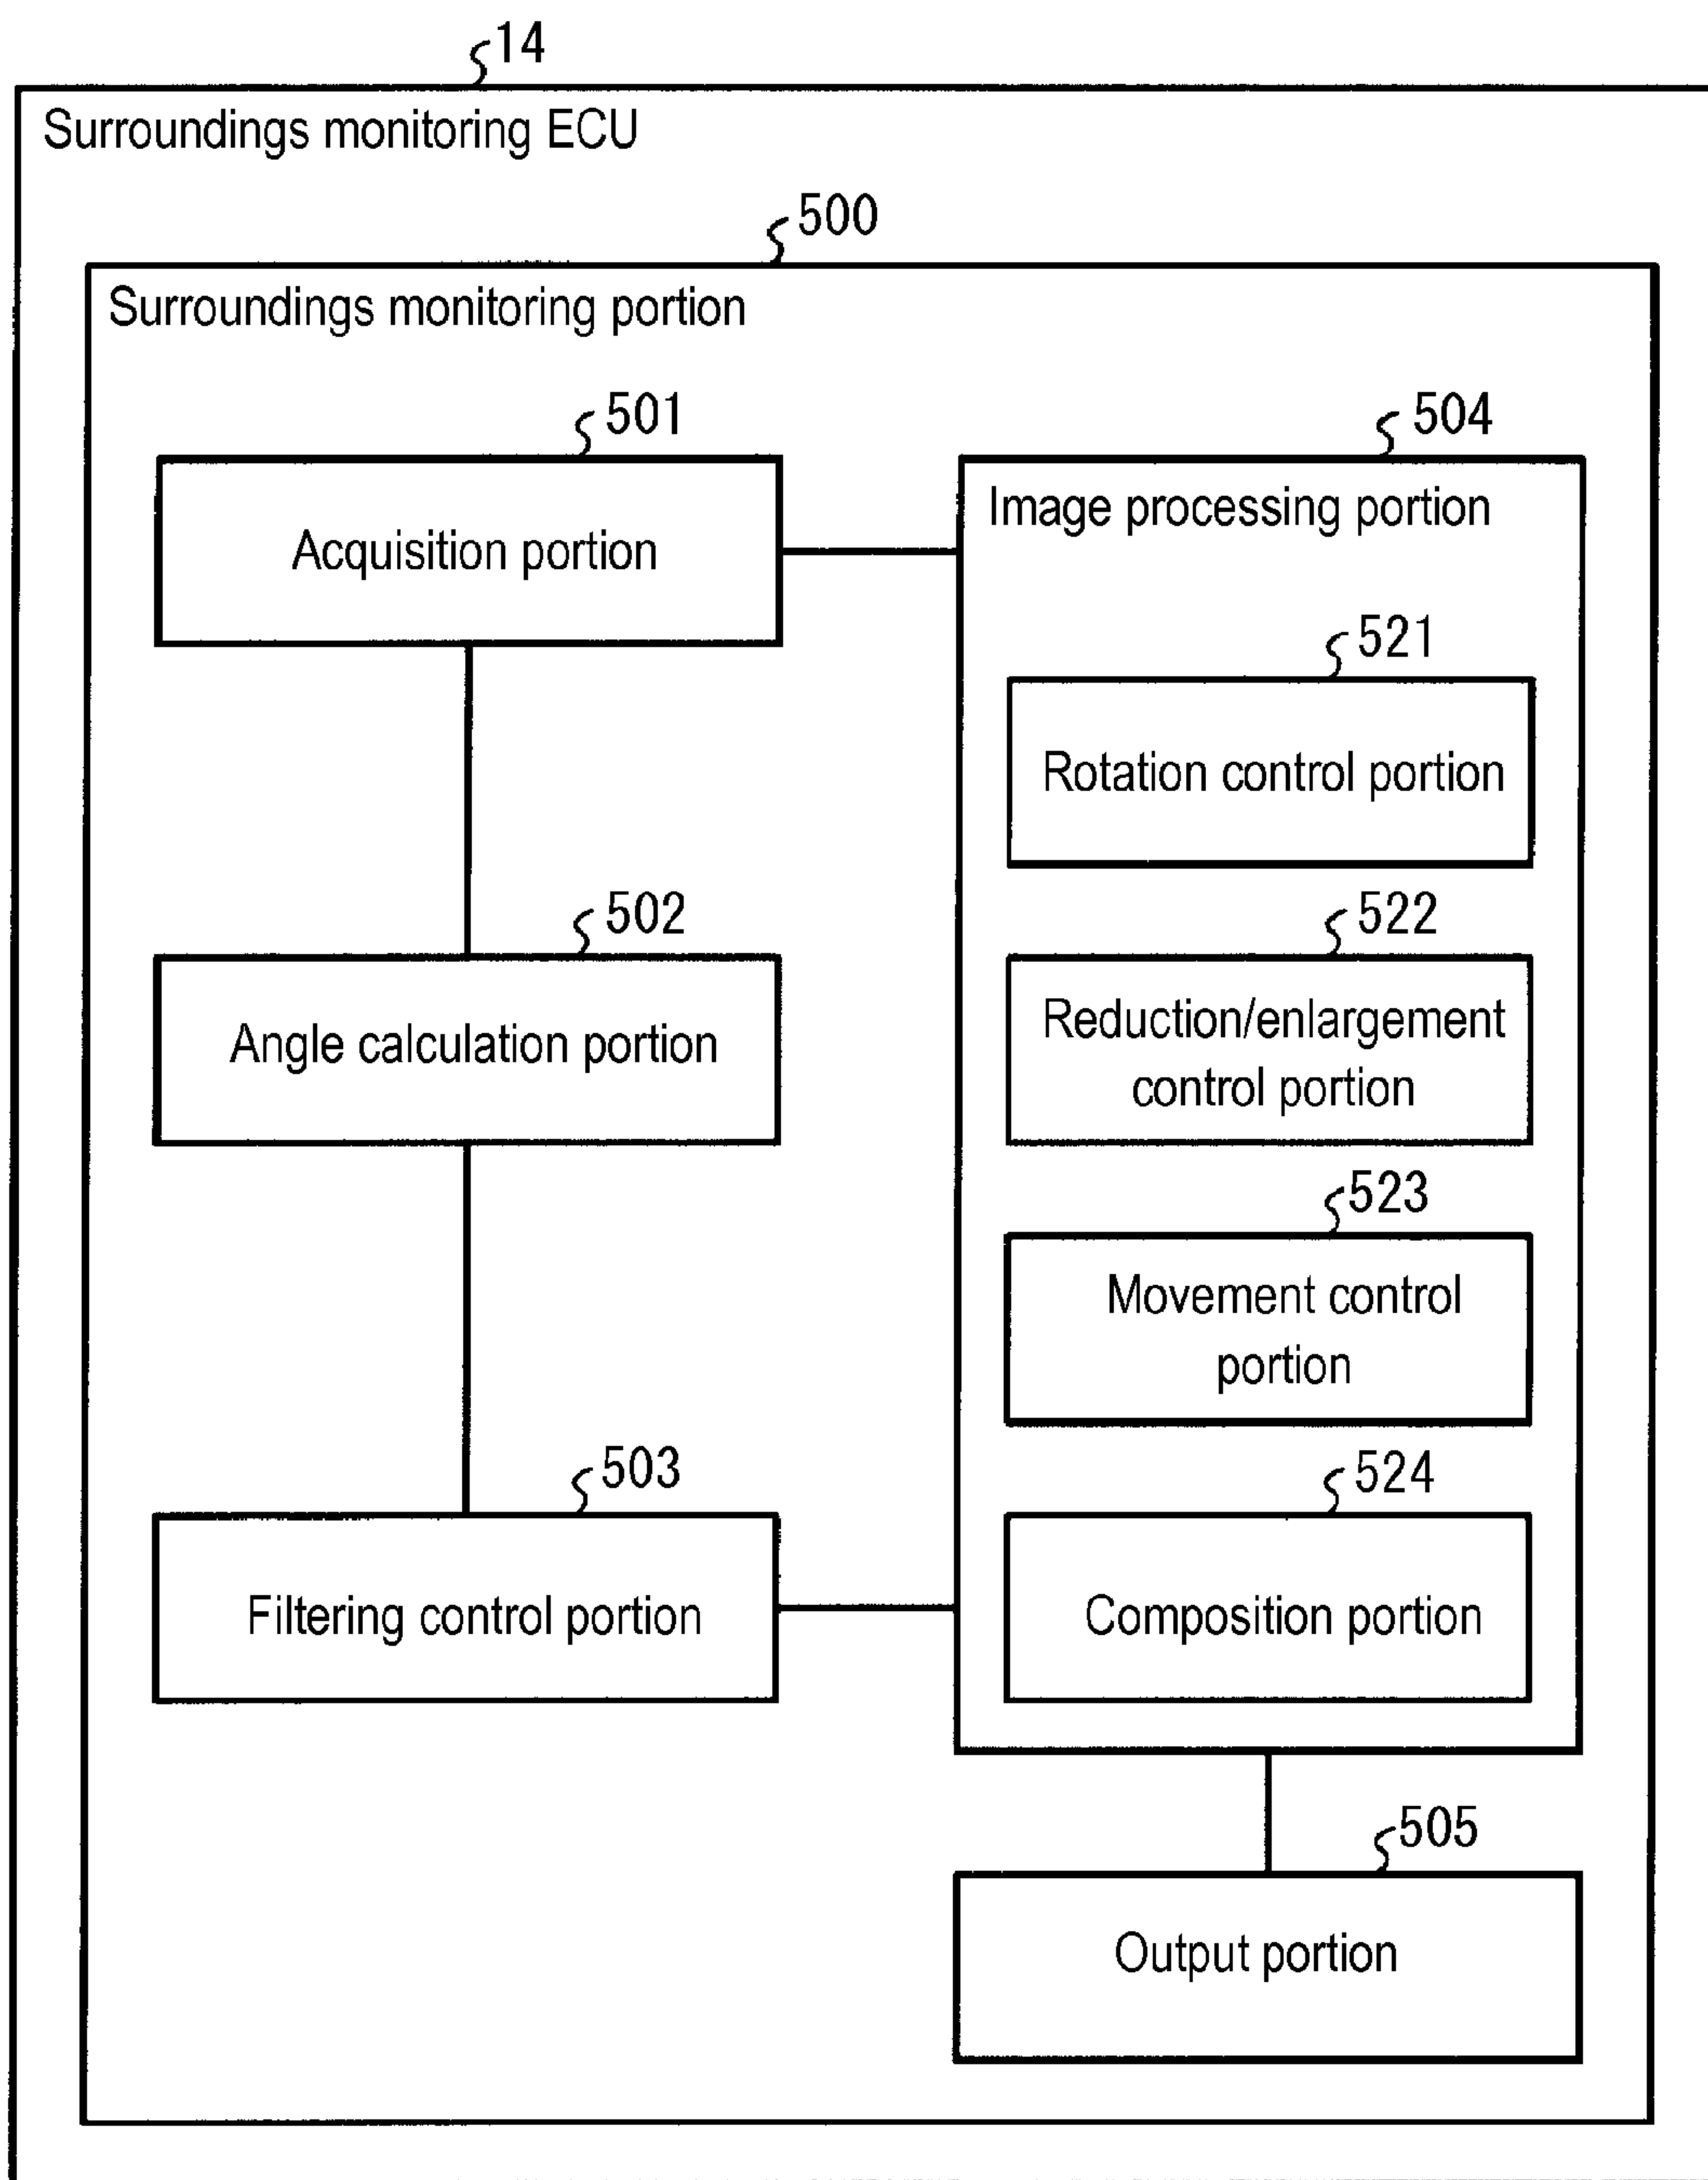 14
Surroundings monitoring ECU
500
Surroundings monitoring portion
501
Acquisition portion
502
Angle calculation portion
503
Filtering control portion
504
Image processing portion
521
Rotation control portion
522
Reduction/enlargement
control portion
523
Movement control
portion
524
Composition portion
505
Output portion